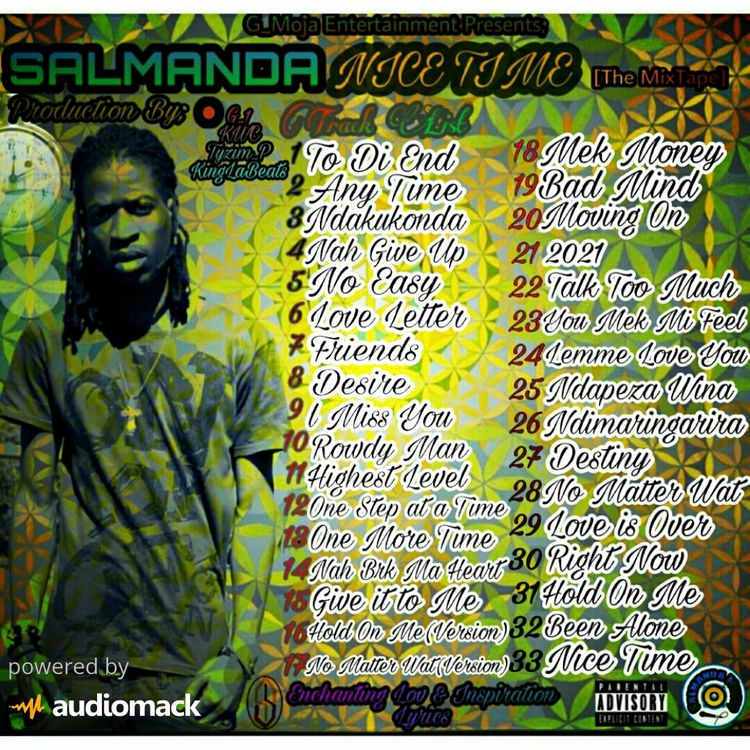 G_Moja Entertainment Presents;
SALMANDA NICE TIME [The MixTape]
Production By;
G.1
KUC
Tyzim_P
KingLaBeats
Track List
1 To Di End
2 Any Time
3 Ndakukonda
4 Nah Give Up
5 No Easy
6 Love Letter
7 Friends
8 Desire
9 I Miss You
10 Rowdy Man
11 Highest Level
12 One Step at a Time
13 One More Time
14 Nah Brk Ma Heart
15 Give it to Me
16 Hold On Me(Version)
17 No Matter Wat(Version)
18 Mek Money
19 Bad Mind
20 Moving On
21 2021
22 Talk Too Much
23 You Mek Mi Feel
24 Lemme Love You
25 Ndapeza Wina
26 Ndimaringarira
27 Destiny
28 No Matter Wat
29 Love is Over
30 Right Now
31 Hold On Me
32 Been Alone
33 Nice Time
powered by
audiomack
Enchanting Lov & Inspiration
Lyrics
PARENTAL
ADVISORY
EXPLICIT CONTENT